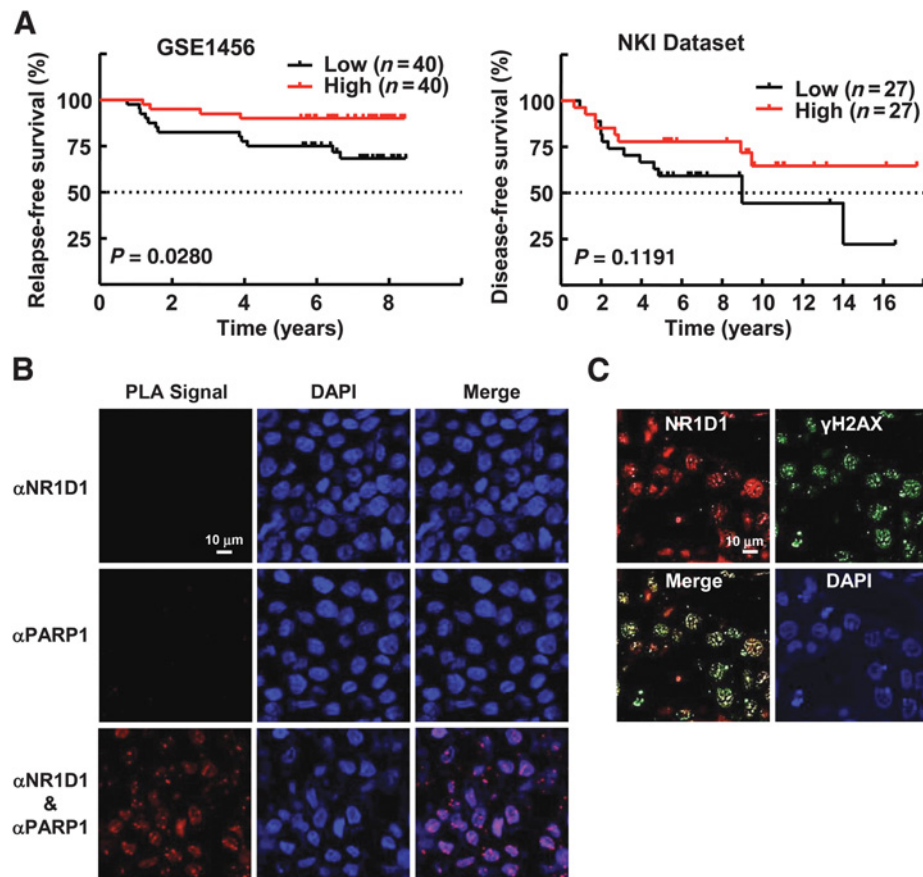 A
GSE1456
Low (n=40)
High (n=40)
Relapse-free survival (%)
100
75
50
25
P = 0.0280
0 2 4 6 8
Time (years)
NKI Dataset
Low (n=27)
High (n=27)
Disease-free survival (%)
100
75
50
25
P = 0.1191
0 2 4 6 8 10 12 14 16
Time (years)
B
PLA Signal DAPI Merge
αNR1D1
10 μm
αPARP1
αNR1D1
&
αPARP1
C
NR1D1 γH2AX
10 μm
Merge DAPI